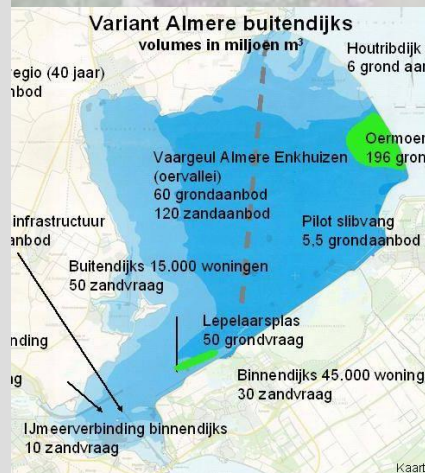 Variant Almere buitendijks
volumes in miljoen m³
Houtribdijk
6 grond aan
regio (40 jaar)
nbod
Oermoer
196 gron
Vaargeul Almere Enkhuizen
(oervallei)
60 grondaanbod
120 zandaanbod
infrastructuur
anbod
Pilot slibvang
5,5 grondaanbod
Buitendijks 15.000 woningen
50 zandvraag
Lepelaarsplas
50 grondvraag
nding
ag
Binnendijks 45.000 woning
30 zandvraag
IJmeerverbinding binnendijks
10 zandvraag
Kaart